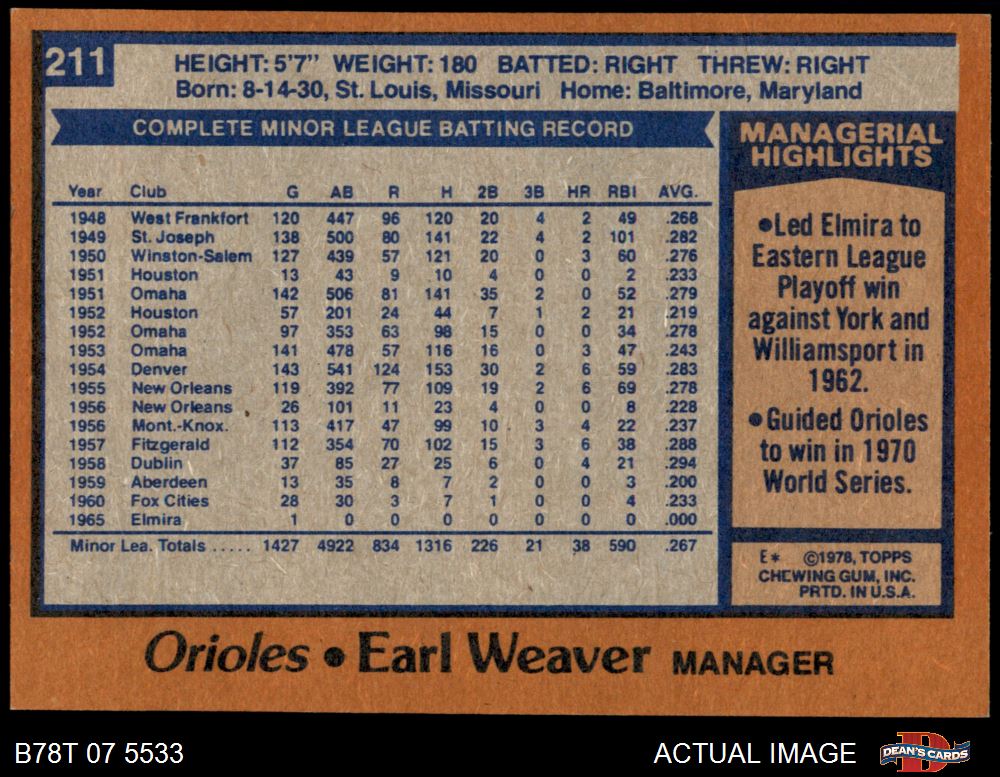 211
HEIGHT: 5'7" WEIGHT: 180 BATTED: RIGHT THREW: RIGHT
Born: 8-14-30, St. Louis, Missouri Home: Baltimore, Maryland
COMPLETE MINOR LEAGUE BATTING RECORD
Year Club G AB R H 2B 3B HR RBI AVG.
1948 West Frankfort 120 447 96 120 20 4 2 49 .268
1949 St. Joseph 138 500 80 141 22 4 2 101 .282
1950 Winston-Salem 127 439 57 121 20 0 3 60 .276
1951 Houston 13 43 9 10 4 0 0 2 .233
1951 Omaha 142 506 81 141 35 2 0 52 .279
1952 Houston 57 201 24 44 7 1 2 21 .219
1952 Omaha 97 353 63 98 15 0 0 34 .278
1953 Omaha 141 478 57 116 16 0 3 47 .243
1954 Denver 143 541 124 153 30 2 6 59 .283
1955 New Orleans 119 392 77 109 19 2 6 69 .278
1956 New Orleans 26 101 11 23 4 0 0 8 .228
1956 Mont.-Knox. 113 417 47 99 10 3 4 22 .237
1957 Fitzgerald 112 354 70 102 15 3 6 38 .288
1958 Dublin 37 85 27 25 6 0 4 21 .294
1959 Aberdeen 13 35 8 7 2 0 0 3 .200
1960 Fox Cities 28 30 3 7 1 0 0 4 .233
1965 Elmira 1 0 0 0 0 0 0 0 .000
Minor Lea. Totals ..... 1427 4922 834 1316 226 21 38 590 .267
MANAGERIAL
HIGHLIGHTS
●Led Elmira to
Eastern League
Playoff win
against York and
Williamsport in
1962.
●Guided Orioles
to win in 1970
World Series.
E* ©1978, TOPPS
CHEWING GUM, INC.
PRTD. IN U.S.A.
Orioles ● Earl Weaver MANAGER
B78T 07 5533
ACTUAL IMAGE
DEAN'S CARDS